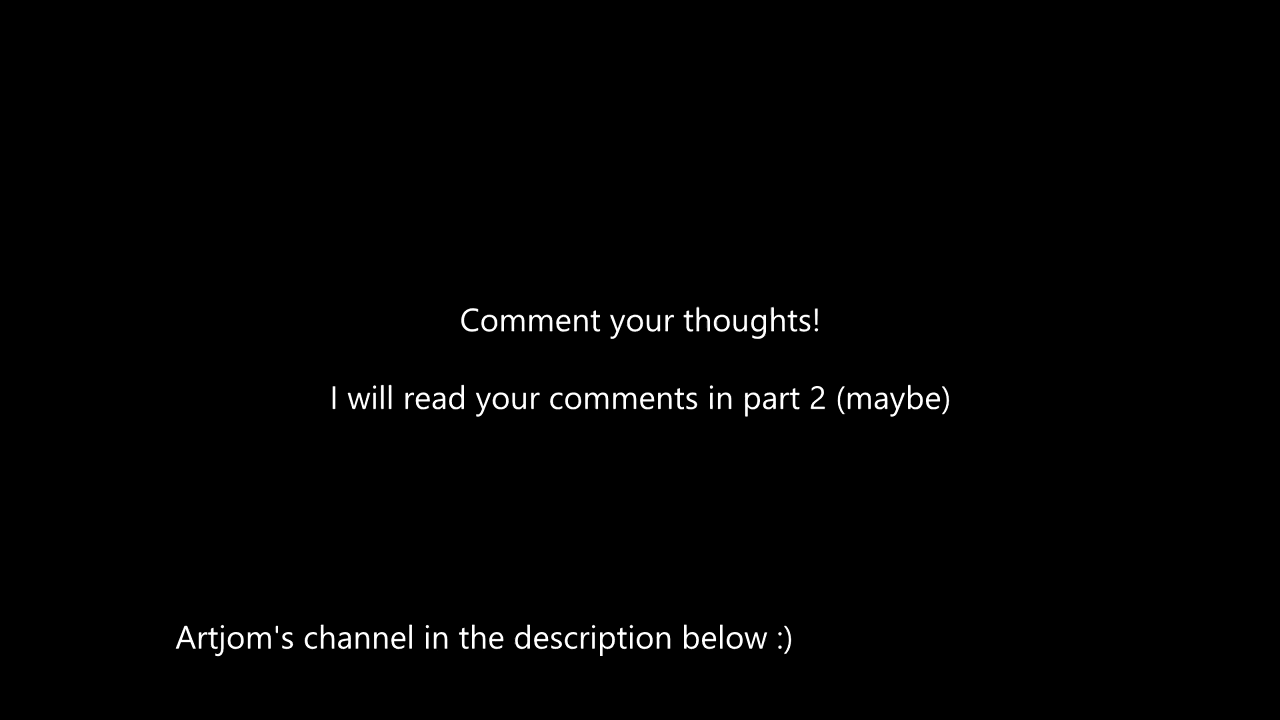 Comment your thoughts!
I will read your comments in part 2 (maybe)
Artjom's channel in the description below :)